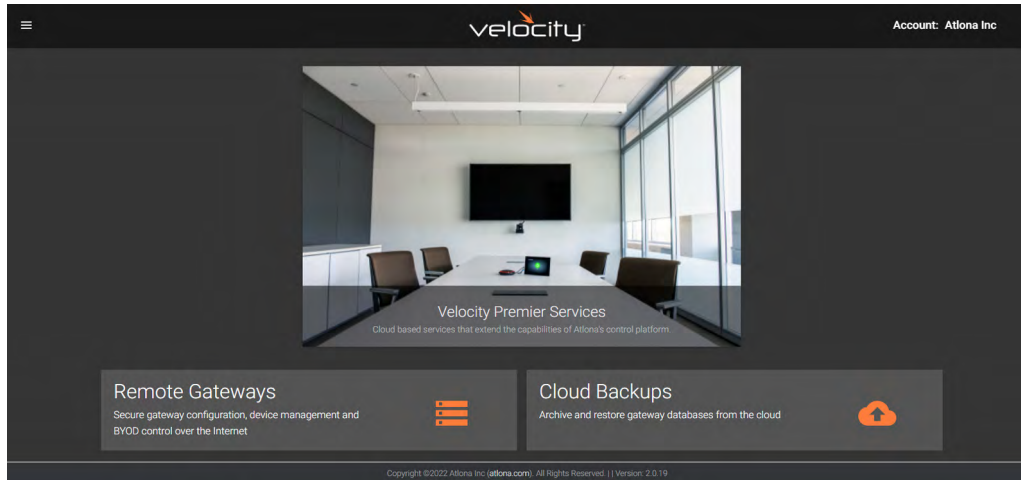 velocity
Account: Atlona Inc
Velocity Premier Services
Cloud based services that extend the capabilities of Atlona's control platform
Remote Gateways
Secure gateway configuration, device management and
BYOD control over the Internet
Cloud Backups
Archive and restore gateway databases from the cloud
Copyright ©2022 Atlona Inc (atlona.com). All Rights Reserved. | | Version: 2.0.19